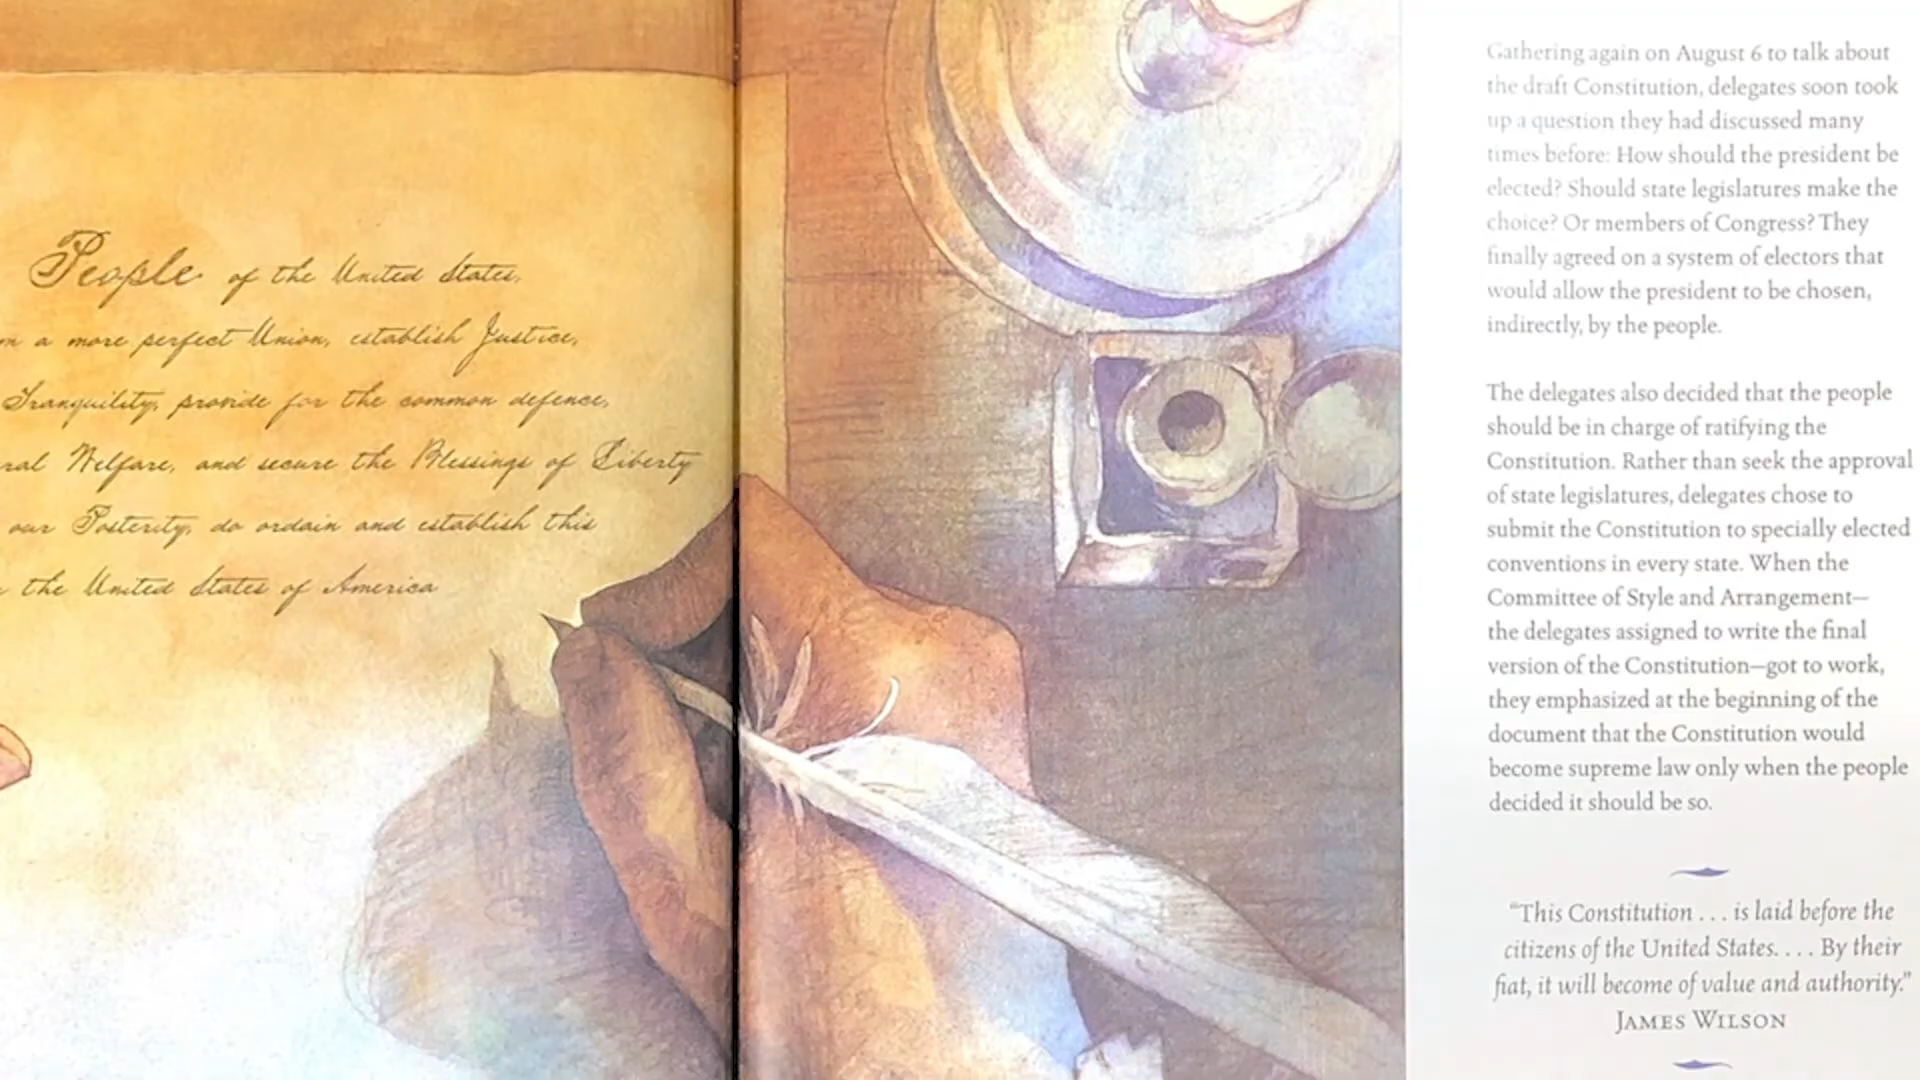 People of the United States,
a more perfect Union, establish Justice,
Tranquility, provide for the common defence,
ral Welfare, and secure the Blessings of Liberty
our Posterity, do ordain and establish this
the United States of America
Gathering again on August 6 to talk about
the draft Constitution, delegates soon took
up a question they had discussed many
times before: How should the president be
elected? Should state legislatures make the
choice? Or members of Congress? They
finally agreed on a system of electors that
would allow the president to be chosen,
indirectly, by the people.
The delegates also decided that the people
should be in charge of ratifying the
Constitution. Rather than seek the approval
of state legislatures, delegates chose to
submit the Constitution to specially elected
conventions in every state. When the
Committee of Style and Arrangement—
the delegates assigned to write the final
version of the Constitution—got to work,
they emphasized at the beginning of the
document that the Constitution would
become supreme law only when the people
decided it should be so.
“This Constitution . . . is laid before the
citizens of the United States. . . . By their
fiat, it will become of value and authority.”
JAMES WILSON